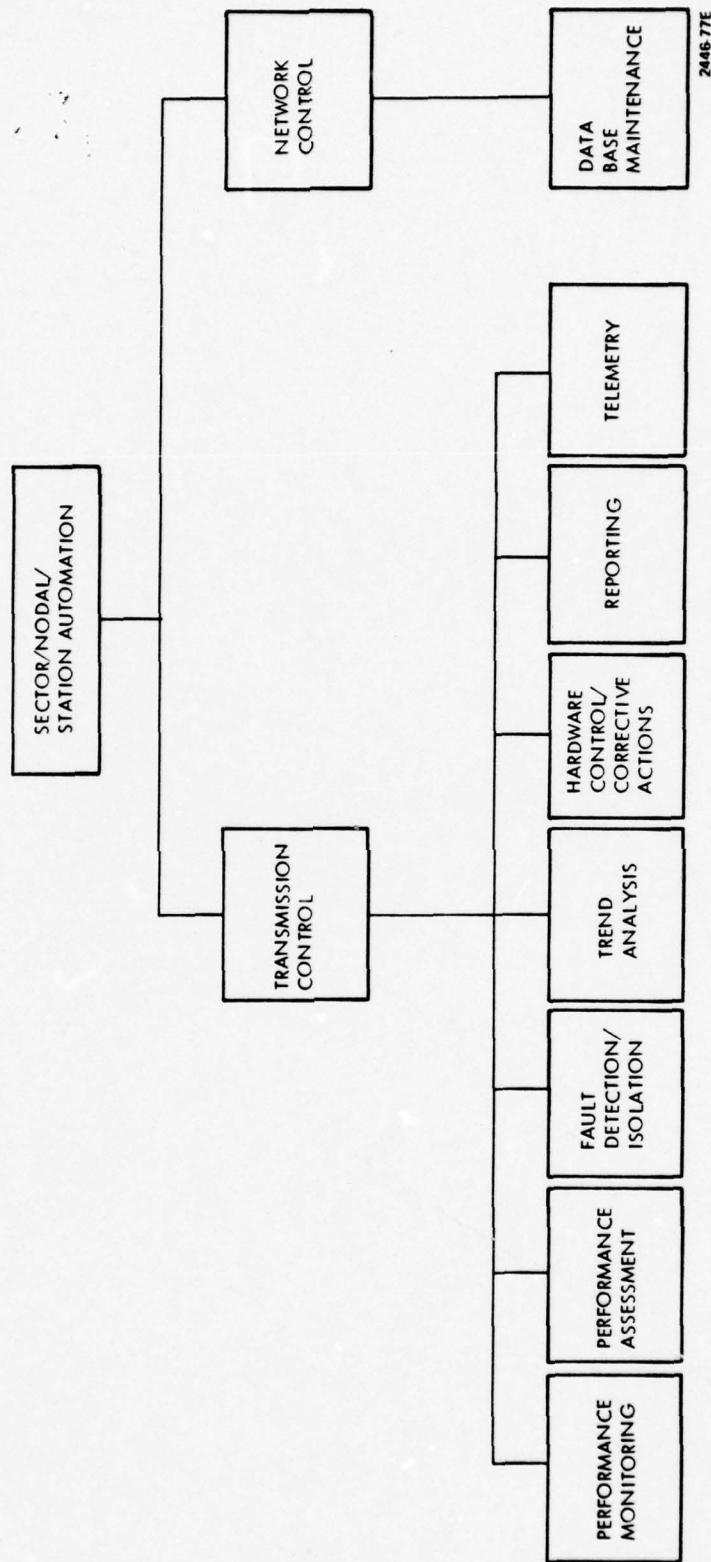 SECTOR/NODAL/
STATION AUTOMATION
TRANSMISSION
CONTROL
NETWORK
CONTROL
PERFORMANCE
MONITORING
PERFORMANCE
ASSESSMENT
FAULT
DETECTION/
ISOLATION
TREND
ANALYSIS
HARDWARE
CONTROL/
CORRECTIVE
ACTIONS
REPORTING
TELEMETRY
DATA
BASE
MAINTENANCE
2446-77E